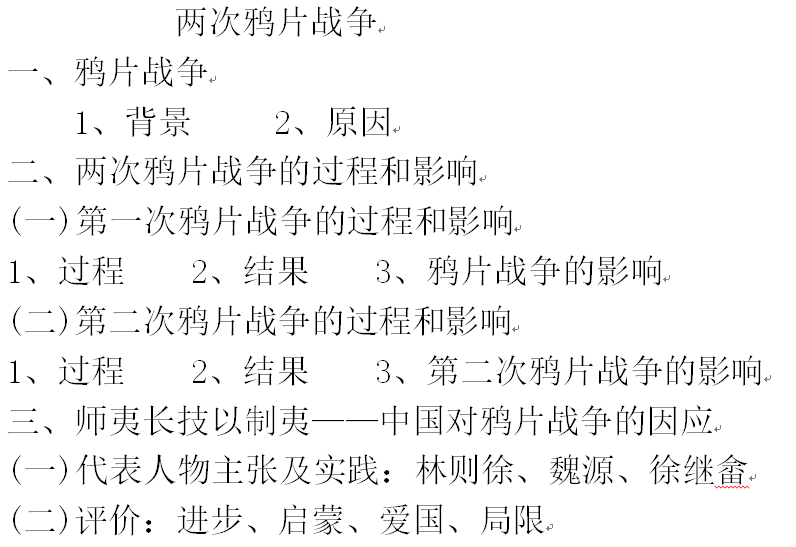 两次鸦片战争
一、鸦片战争
1、背景 2、原因
二、两次鸦片战争的过程和影响
(一)第一次鸦片战争的过程和影响
1、过程 2、结果 3、鸦片战争的影响
(二)第二次鸦片战争的过程和影响
1、过程 2、结果 3、第二次鸦片战争的影响
三、师夷长技以制夷——中国对鸦片战争的因应
(一)代表人物主张及实践：林则徐、魏源、徐继畲
(二)评价：进步、启蒙、爱国、局限